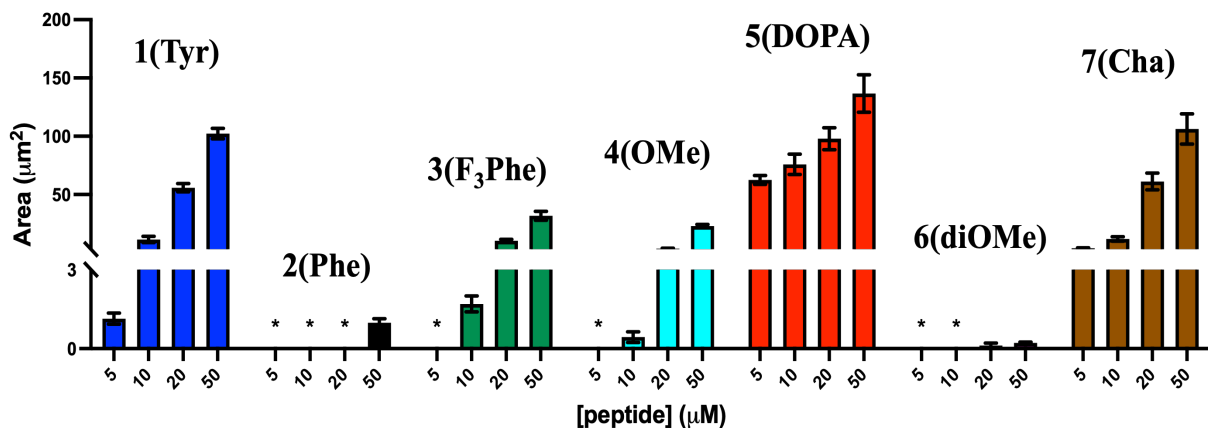 Area (μm²)
200
150
100
50
3
0
1(Tyr)
2(Phe)
3(F₃Phe)
4(OMe)
5(DOPA)
6(diOMe)
7(Cha)
* * * * * * *
5 10 20 50 5 10 20 50 5 10 20 50 5 10 20 50 5 10 20 50 5 10 20 50 5 10 20 50
[peptide] (μM)